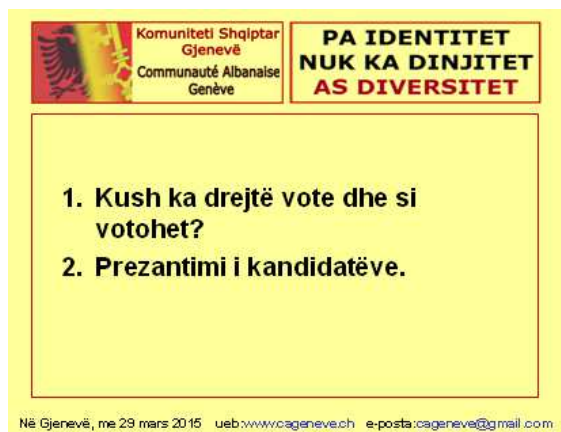 Komuniteti Shqiptar
Gjenevë
Communauté Albanaise
Genève
PA IDENTITET
NUK KA DINJITET
AS DIVERSITET
1. Kush ka drejtë vote dhe si
votohet?
2. Prezantimi i kandidatëve.
Në Gjenevë, me 29 mars 2015 ueb:www.cageneve.ch e-posta:cageneve@gmail.com